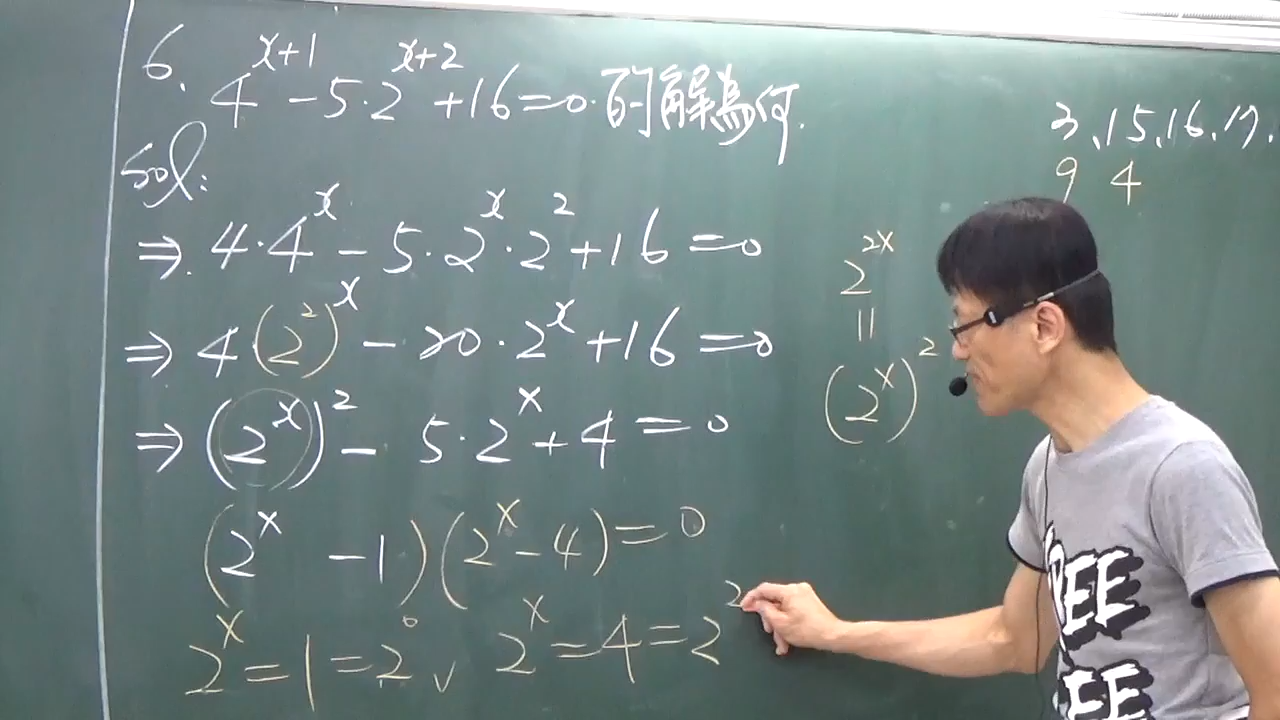 6. 4^{x+1} - 5·2^{x+2} + 16 = 0. 的解為何.
Sol:
⇒ 4·4^x - 5·2^x·2^2 + 16 = 0
⇒ 4(2^2)^x - 20·2^x + 16 = 0
⇒ (2^x)^2 - 5·2^x + 4 = 0
(2^x - 1)(2^x - 4) = 0
2^x = 1 = 2^0 ✓ 2^x = 4 = 2^2
3、15、16、17、
9 4
2^{2x}
=
(2^x)^2